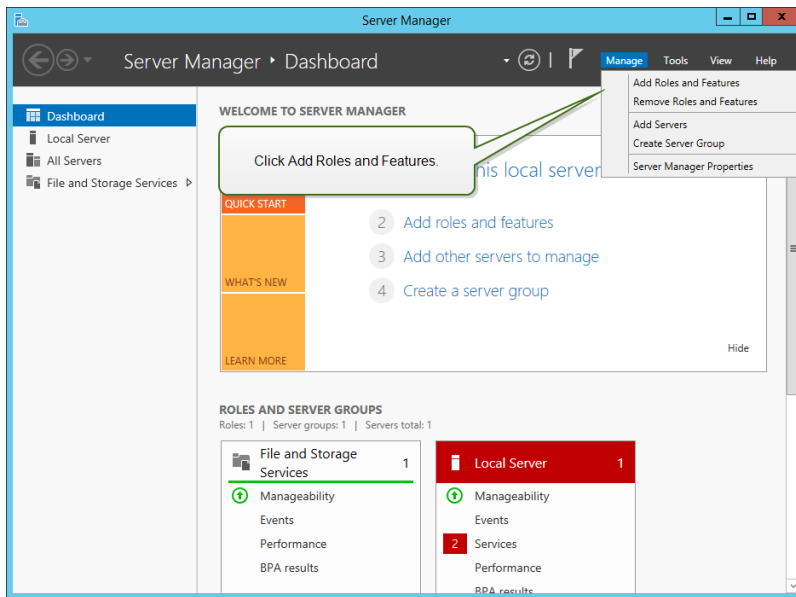 Server Manager
Server Manager • Dashboard
Manage Tools View Help
Add Roles and Features
Remove Roles and Features
Add Servers
Create Server Group
Server Manager Properties
Dashboard
Local Server
All Servers
File and Storage Services
WELCOME TO SERVER MANAGER
Click Add Roles and Features.
his local server
QUICK START
2 Add roles and features
3 Add other servers to manage
WHAT'S NEW
4 Create a server group
Hide
LEARN MORE
ROLES AND SERVER GROUPS
Roles: 1 | Server groups: 1 | Servers total: 1
File and Storage
Services
1
Manageability
Events
Performance
BPA results
Local Server 1
Manageability
Events
2 Services
Performance
BPA results